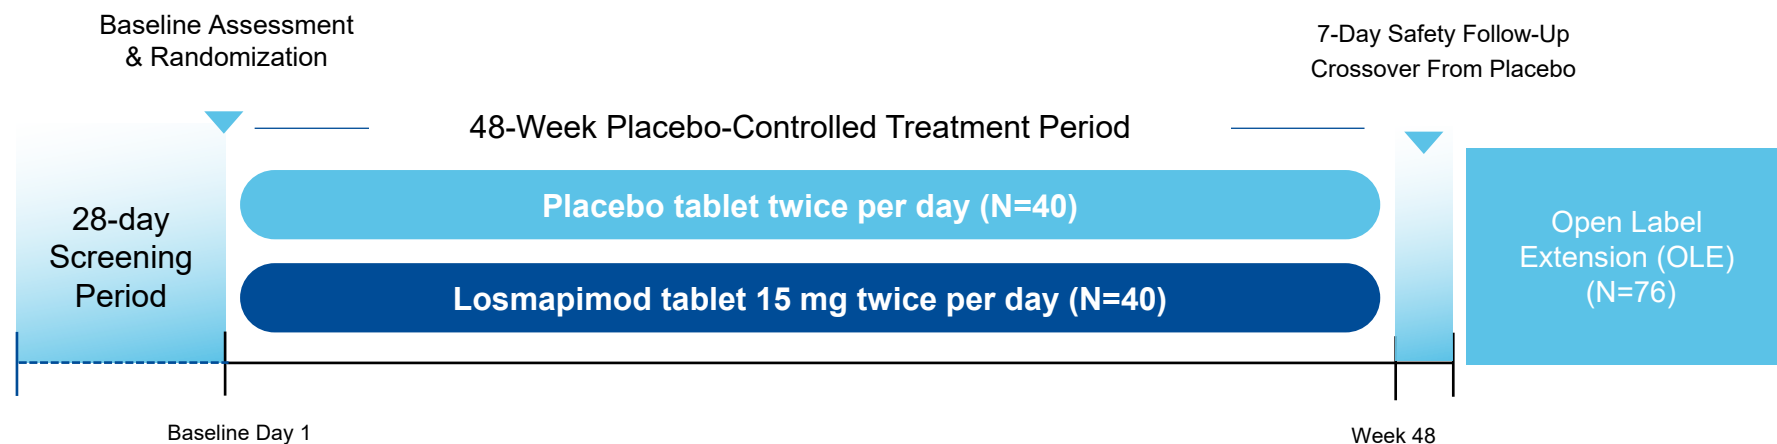 Baseline Assessment
& Randomization
7-Day Safety Follow-Up
Crossover From Placebo
48-Week Placebo-Controlled Treatment Period
28-day
Screening
Period
Placebo tablet twice per day (N=40)
Losmapimod tablet 15 mg twice per day (N=40)
Open Label
Extension (OLE)
(N=76)
Baseline Day 1
Week 48